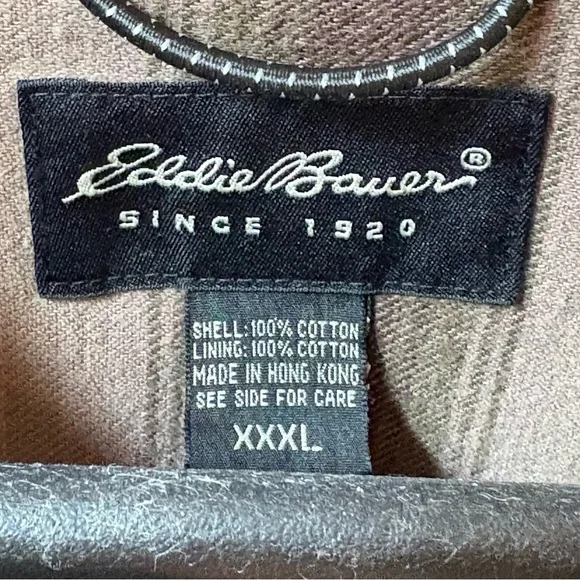 Eddie Bauer®
SINCE 1920
SHELL: 100% COTTON
LINING: 100% COTTON
MADE IN HONG KONG
SEE SIDE FOR CARE
XXXL